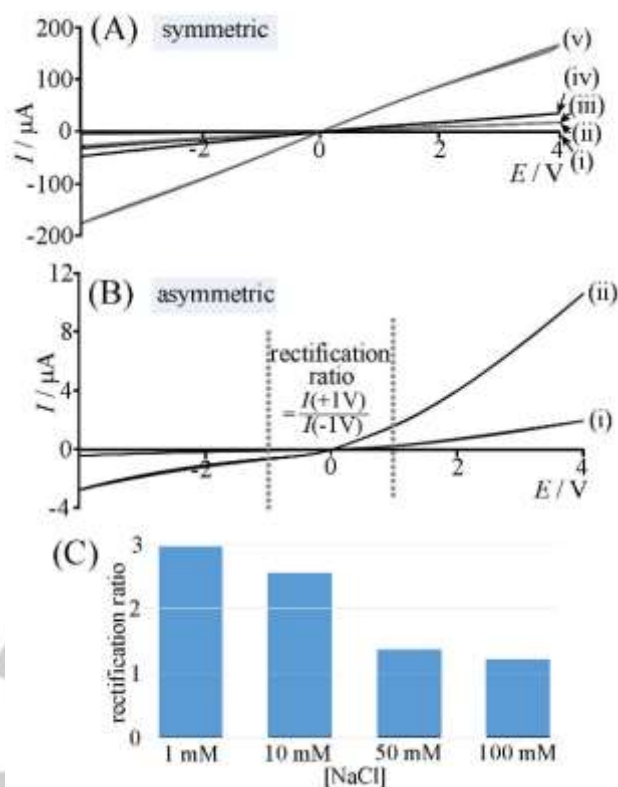 (A) symmetric
200
100
0
-100
-200
I / μA
-2
0
2
4
E / V
(v)
(iv)
(iii)
(ii)
(i)
(B) asymmetric
12
8
4
0
-4
I / μA
-2
0
2
4
E / V
rectification
ratio
= I(+1V)
I(-1V)
(ii)
(i)
(C)
rectification ratio
3
2
1
0
1 mM 10 mM 50 mM 100 mM
[NaCl]